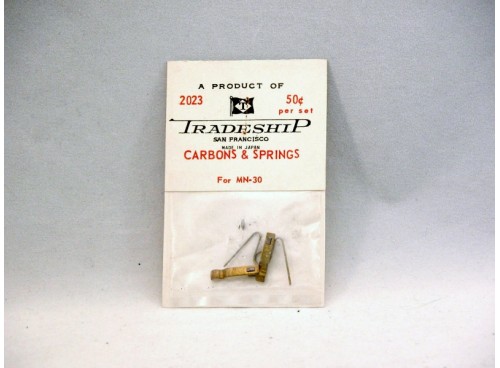 A PRODUCT OF
2023 T 50¢
per set
TRADESHIP
SAN FRANCISCO
MADE IN JAPAN
CARBONS & SPRINGS
For MN-30